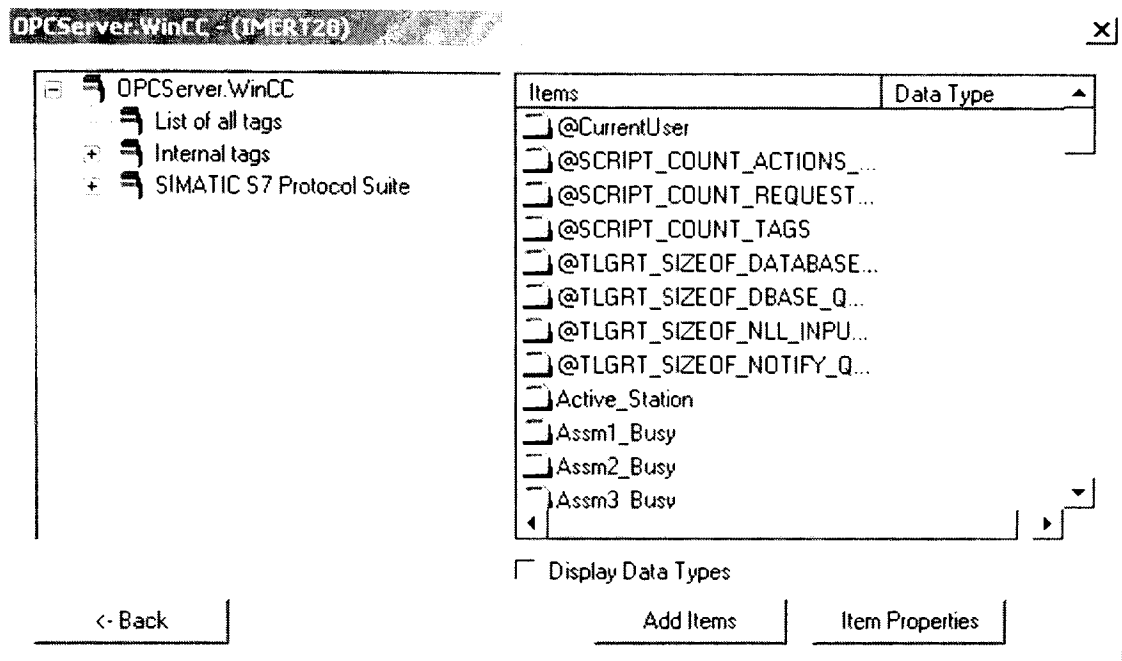 OPCServer.WinCC - (IMERT20)
OPCServer.WinCC
List of all tags
Internal tags
SIMATIC S7 Protocol Suite
Items Data Type
@CurrentUser
@SCRIPT_COUNT_ACTIONS_...
@SCRIPT_COUNT_REQUEST...
@SCRIPT_COUNT_TAGS
@TLGRT_SIZEOF_DATABASE...
@TLGRT_SIZEOF_DBASE_Q...
@TLGRT_SIZEOF_NLL_INPU...
@TLGRT_SIZEOF_NOTIFY_Q...
Active_Station
Assm1_Busy
Assm2_Busy
Assm3_Busy
Display Data Types
<- Back Add Items Item Properties